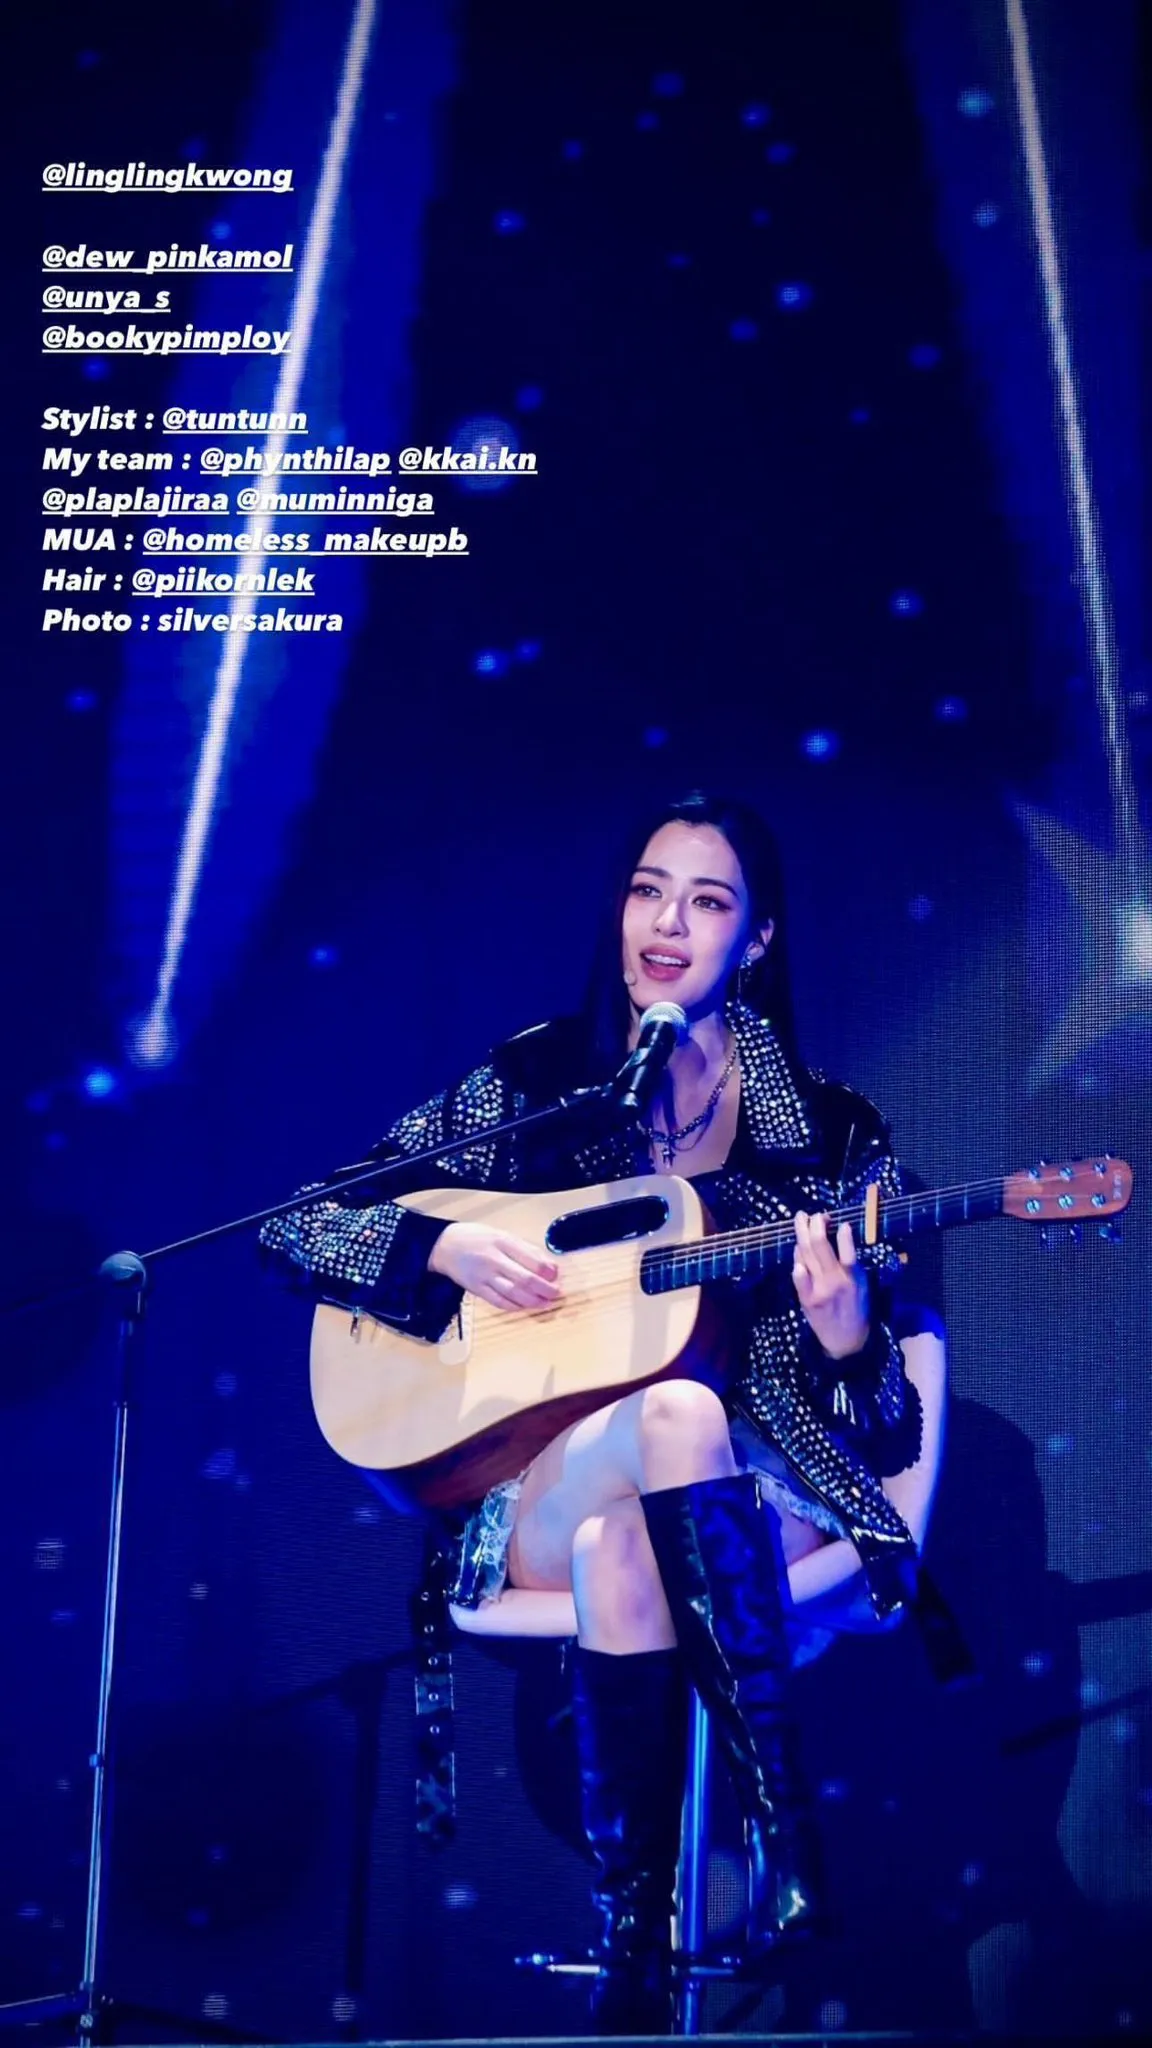 @linglingkwong
@dew_pinkamol
@unya_s
@bookypimploy
Stylist : @tuntunn
My team : @phynthilap @kkai.kn
@plaplajiraa @muminniga
MUA : @homeless_makeupb
Hair : @piikornlek
Photo : silversakura